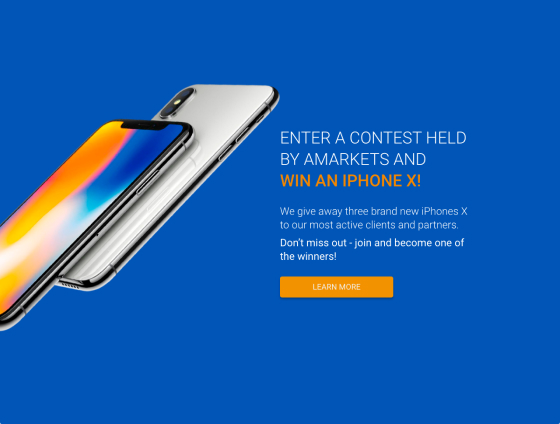 ENTER A CONTEST HELD
BY AMARKETS AND
WIN AN IPHONE X!
We give away three brand new iPhones X
to our most active clients and partners.
Don't miss out - join and become one of
the winners!
LEARN MORE